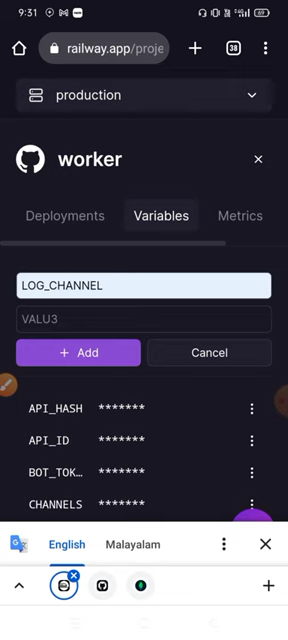 9:31
69
railway.app/proje
38
production
worker
Deployments Variables Metrics
LOG_CHANNEL
VALU3
+ Add Cancel
API_HASH *******
API_ID *******
BOT_TOK… *******
CHANNELS *******
English Malayalam